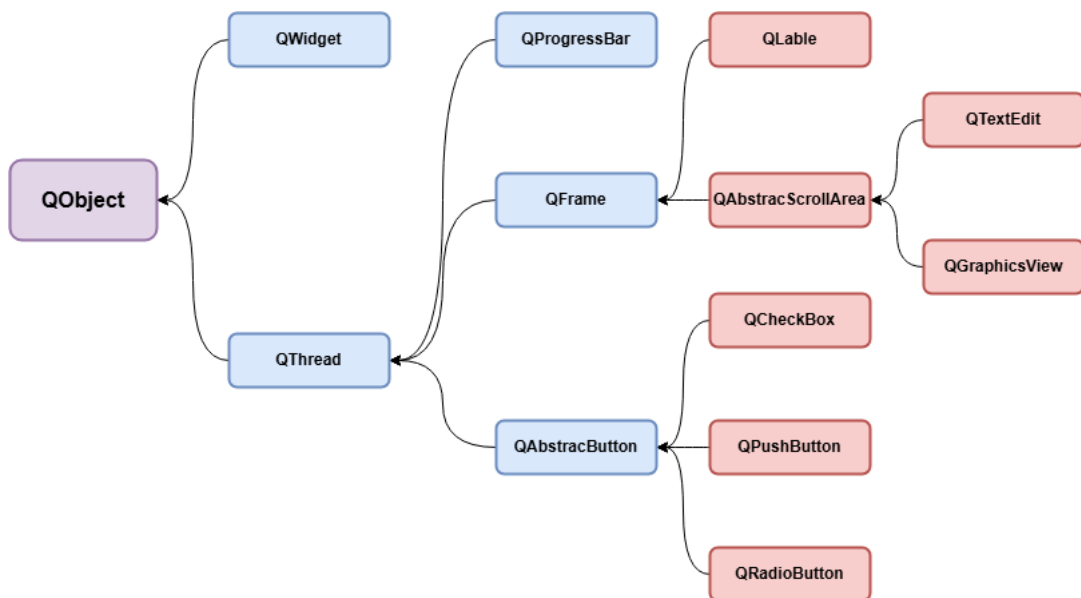 QObject
QWidget
QThread
QProgressBar
QFrame
QAbstracButton
QLable
QAbstracScrollArea
QCheckBox
QPushButton
QRadioButton
QTextEdit
QGraphicsView